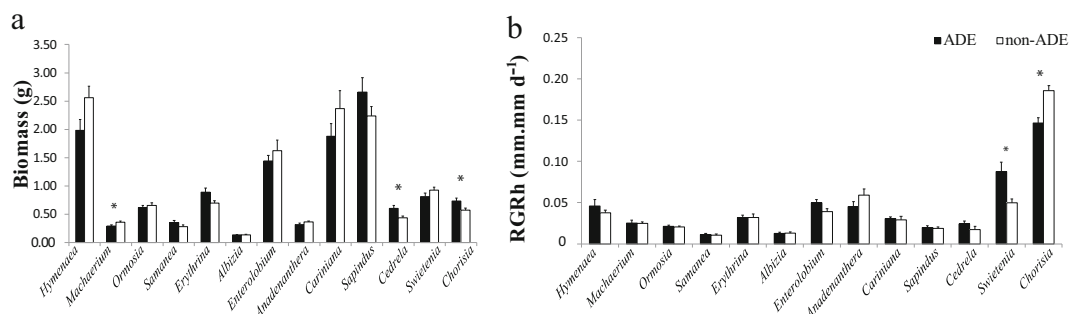 a
Biomass (g)
3.50
3.00
2.50
2.00
1.50
1.00
0.50
0.00
*
*
*
Hymenaea
Machaerium
Ormosia
Samanea
Erythrina
Albizia
Enterolobium
Anadenanthera
Cariniana
Sapindus
Cedrela
Swietenia
Chorisia
b
RGRh (mm.mm d⁻¹)
0.25
0.20
0.15
0.10
0.05
0
ADE non-ADE
*
*
Hymenaea
Machaerium
Ormosia
Samanea
Erythrina
Albizia
Enterolobium
Anadenanthera
Cariniana
Sapindus
Cedrela
Swietenia
Chorisia